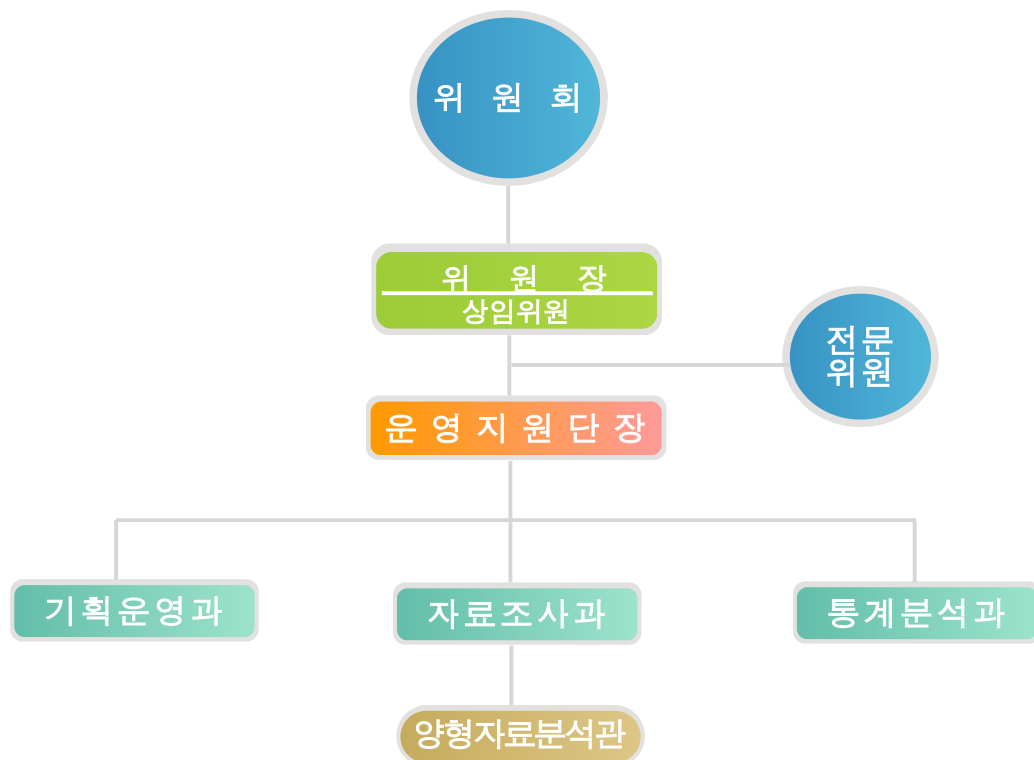 위 원 회
위 원 장
상임위원
전문
위원
운영지원단장
기획운영과
자료조사과
통계분석과
양형자료분석관